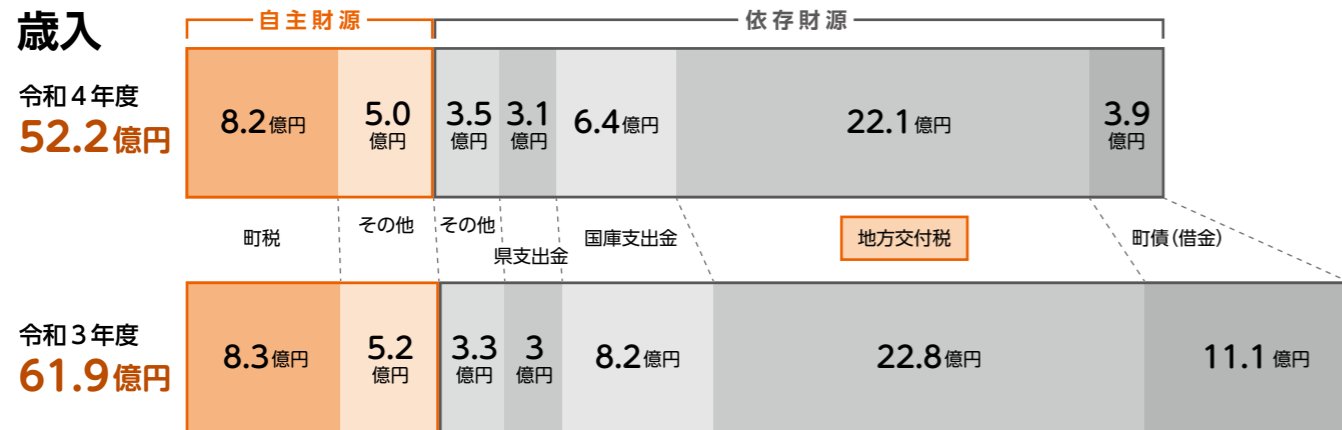 歳入
自主財源
依存財源
令和4年度
52.2億円
8.2億円
5.0
億円
3.5
億円
3.1
億円
6.4億円
22.1億円
3.9
億円
町税
その他
その他
県支出金
国庫支出金
地方交付税
町債(借金)
令和3年度
61.9億円
8.3億円
5.2
億円
3.3
億円
3
億円
8.2億円
22.8億円
11.1億円